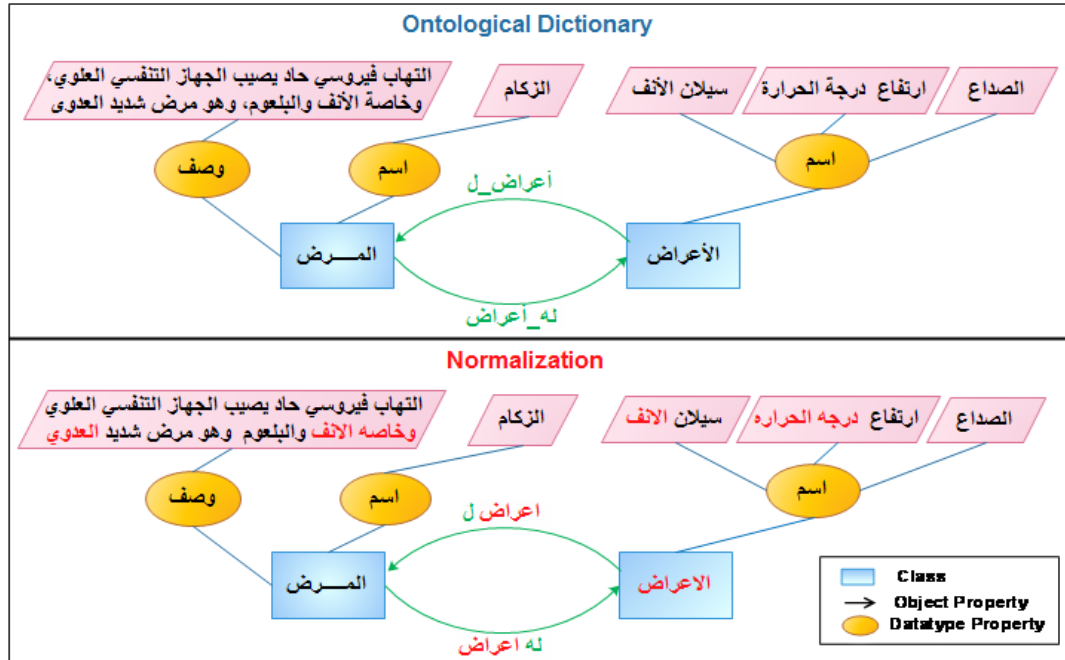 Ontological Dictionary
التهاب فيروسي حاد يصيب الجهاز التنفسي العلوي،
وخاصة الأنف والبلعوم، وهو مرض شديد العدوى
الزكام
سيلان الأنف
ارتفاع درجة الحرارة
الصداع
وصف
اسم
اسم
أعراض_ل
المـــرض
الأعراض
له_أعراض
Normalization
التهاب فيروسي حاد يصيب الجهاز التنفسي العلوي
وخاصه الانف والبلعوم وهو مرض شديد العدوي
الزكام
سيلان الانف
ارتفاع درجه الحراره
الصداع
وصف
اسم
اسم
اعراض ل
المـــرض
الاعراض
له اعراض
Class
Object Property
Datatype Property